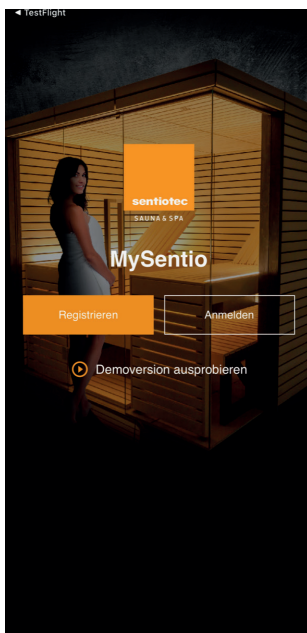 ◀ TestFlight
sentiotec
SAUNA & SPA
MySentio
Registrieren
Anmelden
Demoversion ausprobieren